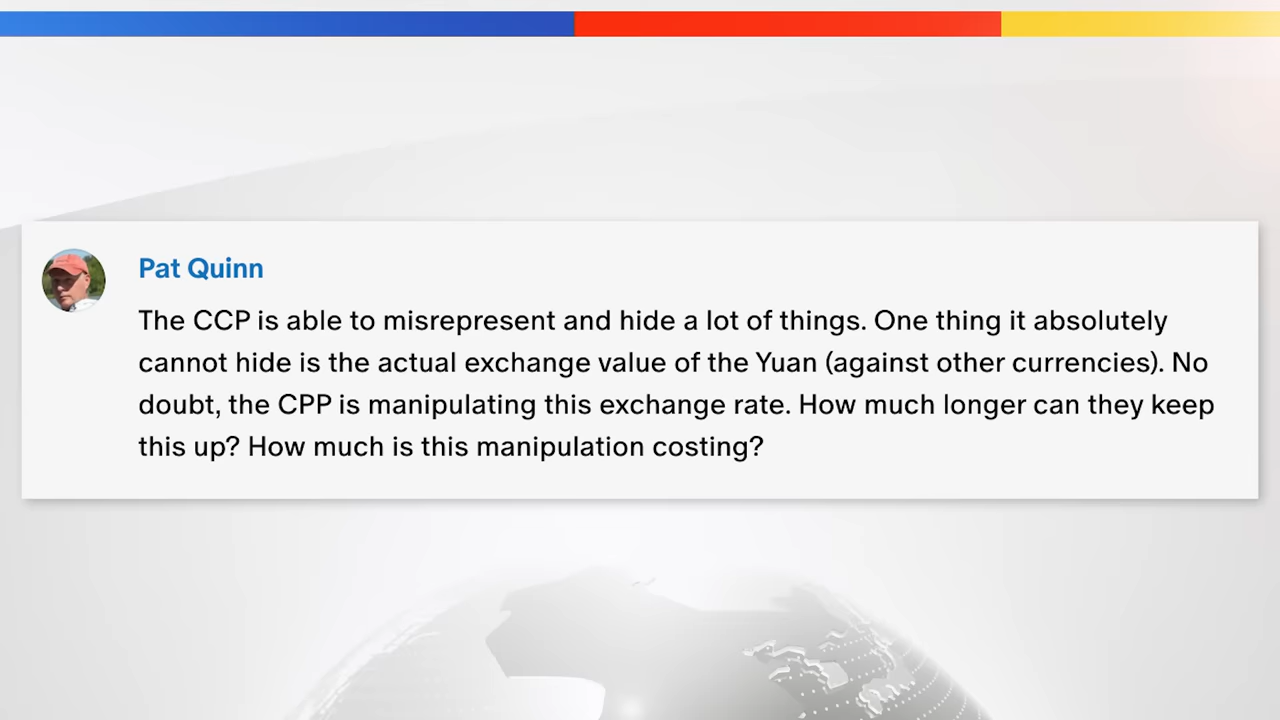 Pat Quinn
The CCP is able to misrepresent and hide a lot of things. One thing it absolutely
cannot hide is the actual exchange value of the Yuan (against other currencies). No
doubt, the CPP is manipulating this exchange rate. How much longer can they keep
this up? How much is this manipulation costing?